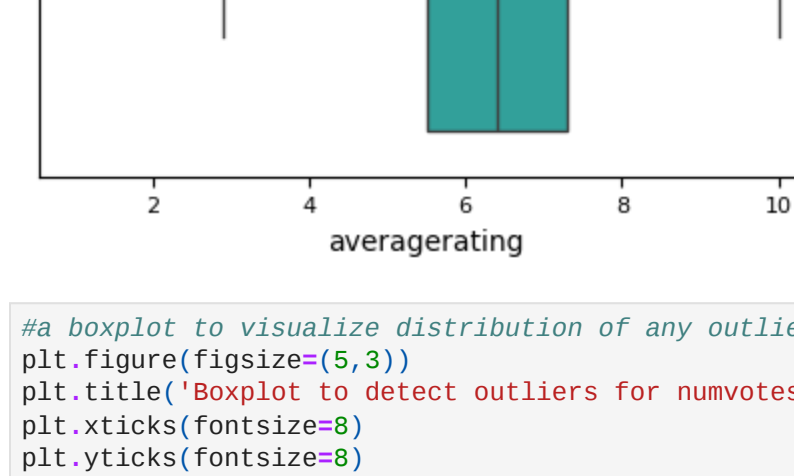 2 4 6 8 10
averagerating
#a boxplot to visualize distribution of any
plt.figure(figsize=(5,3))
plt.title('Boxplot to detect outliers for numvotes
plt.xticks(fontsize=8)
plt.yticks(fontsize=8)